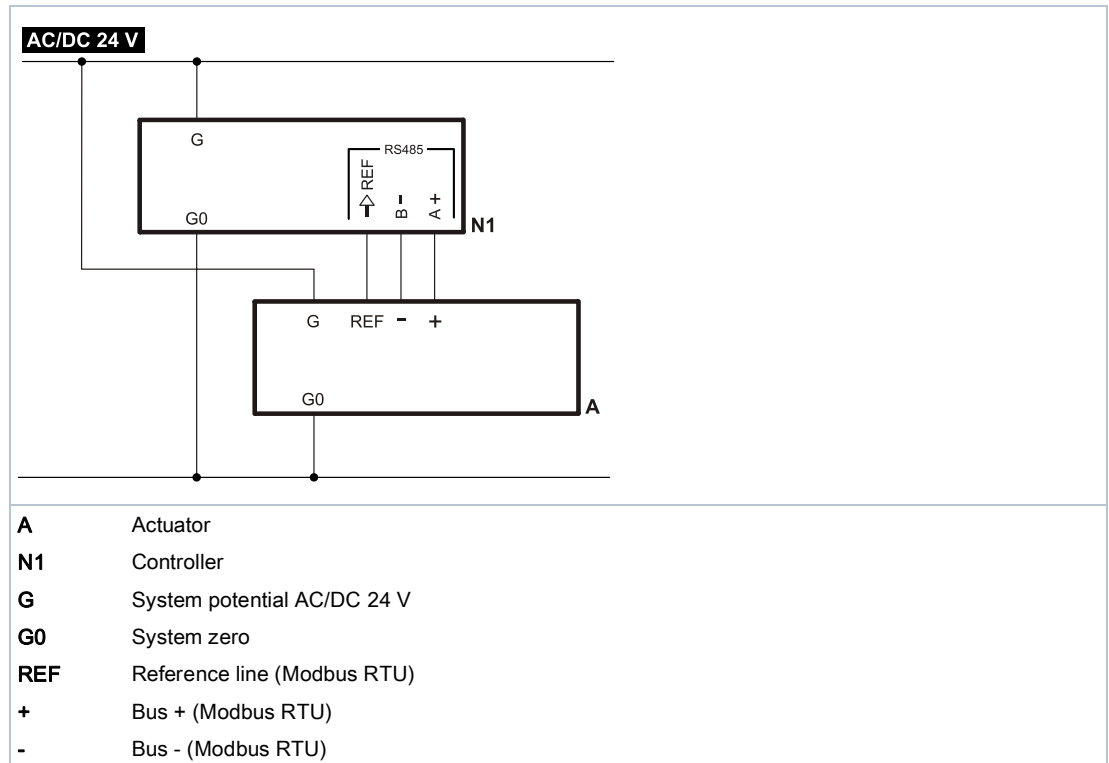 AC/DC 24 V
G
RS485
REF
B -
A +
G0
N1
G REF - +
G0
A
A Actuator
N1 Controller
G System potential AC/DC 24 V
G0 System zero
REF Reference line (Modbus RTU)
+ Bus + (Modbus RTU)
- Bus - (Modbus RTU)